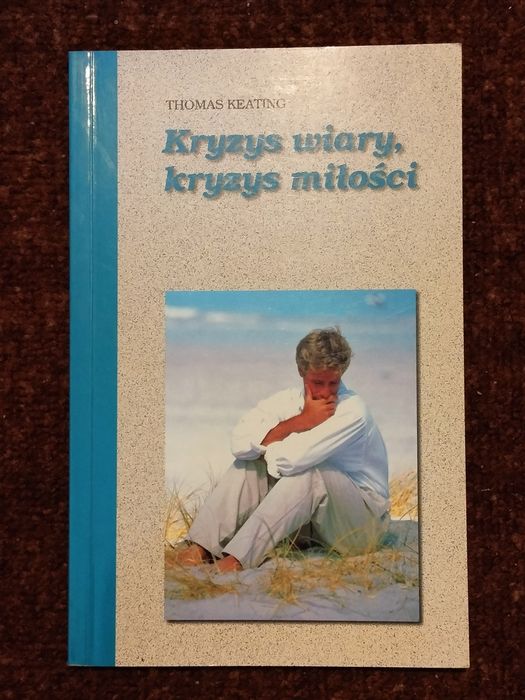 THOMAS KEATING
Kryzys wiary,
kryzys miłości